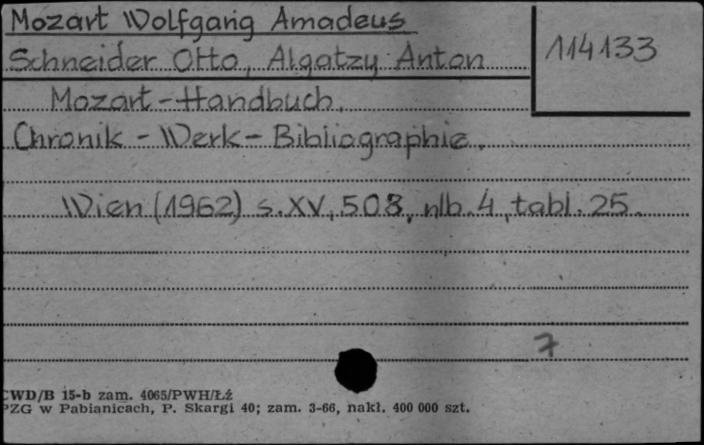 Mozart Wolfgang Amadeus
Schneider Otto, Algatzy Anton
114133
Mozart-Handbuch.
Chronik - Werk - Bibliographie.
Wien (1962) s. XV, 508, nlb. 4, tabl. 25.
7
CWD/B 15-b zam. 4065/PWH/Łź
PZG w Pabianicach, P. Skargi 40; zam. 3-66, nakł. 400 000 szt.